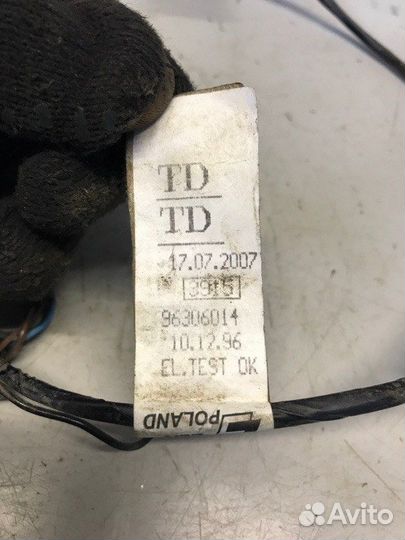 TD
TD
17.07.2007
3915
96306014
10.12.96
EL.TEST OK
POLAND
Avito